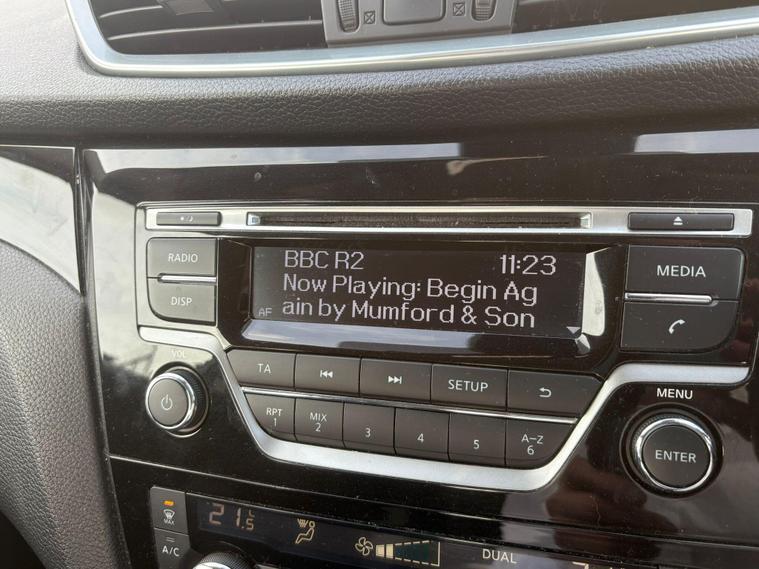 RADIO
DISP
BBC R2 11:23
Now Playing: Begin Ag
AF ain by Mumford & Son
MEDIA
VOL
TA
SETUP
RPT 1
MIX 2
3
4
5
A-Z 6
MENU
ENTER
MAX
A/C
21.5
DUAL